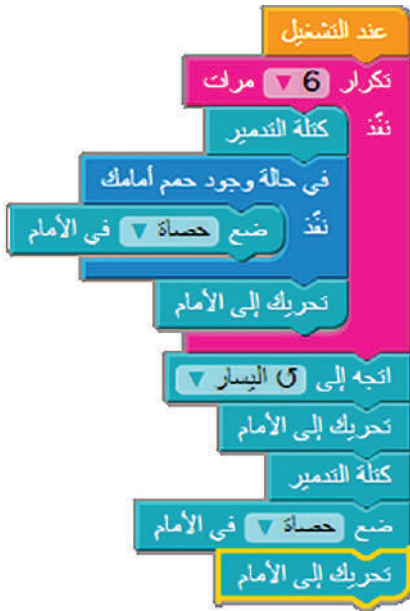 عند التشغيل
تكرار 6 ▼ مرات
نفّذ كتلة التدمير
في حالة وجود حمم أمامك
نفّذ ضع حصاة ▼ في الأمام
تحريك إلى الأمام
اتجه إلى ↺ اليسار ▼
تحريك إلى الأمام
كتلة التدمير
ضع حصاة ▼ في الأمام
تحريك إلى الأمام